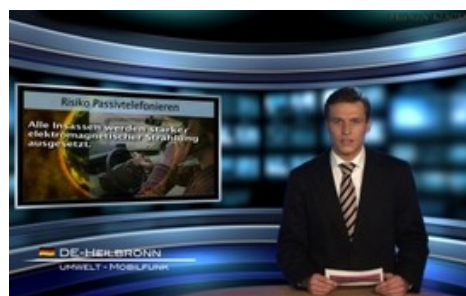 Risiko Passivtelefonieren
Alle Insassen werden starker
elektromagnetischer Strahlung
ausgesetzt.
DE-Heilbronn
Umwelt - Mobilfunk